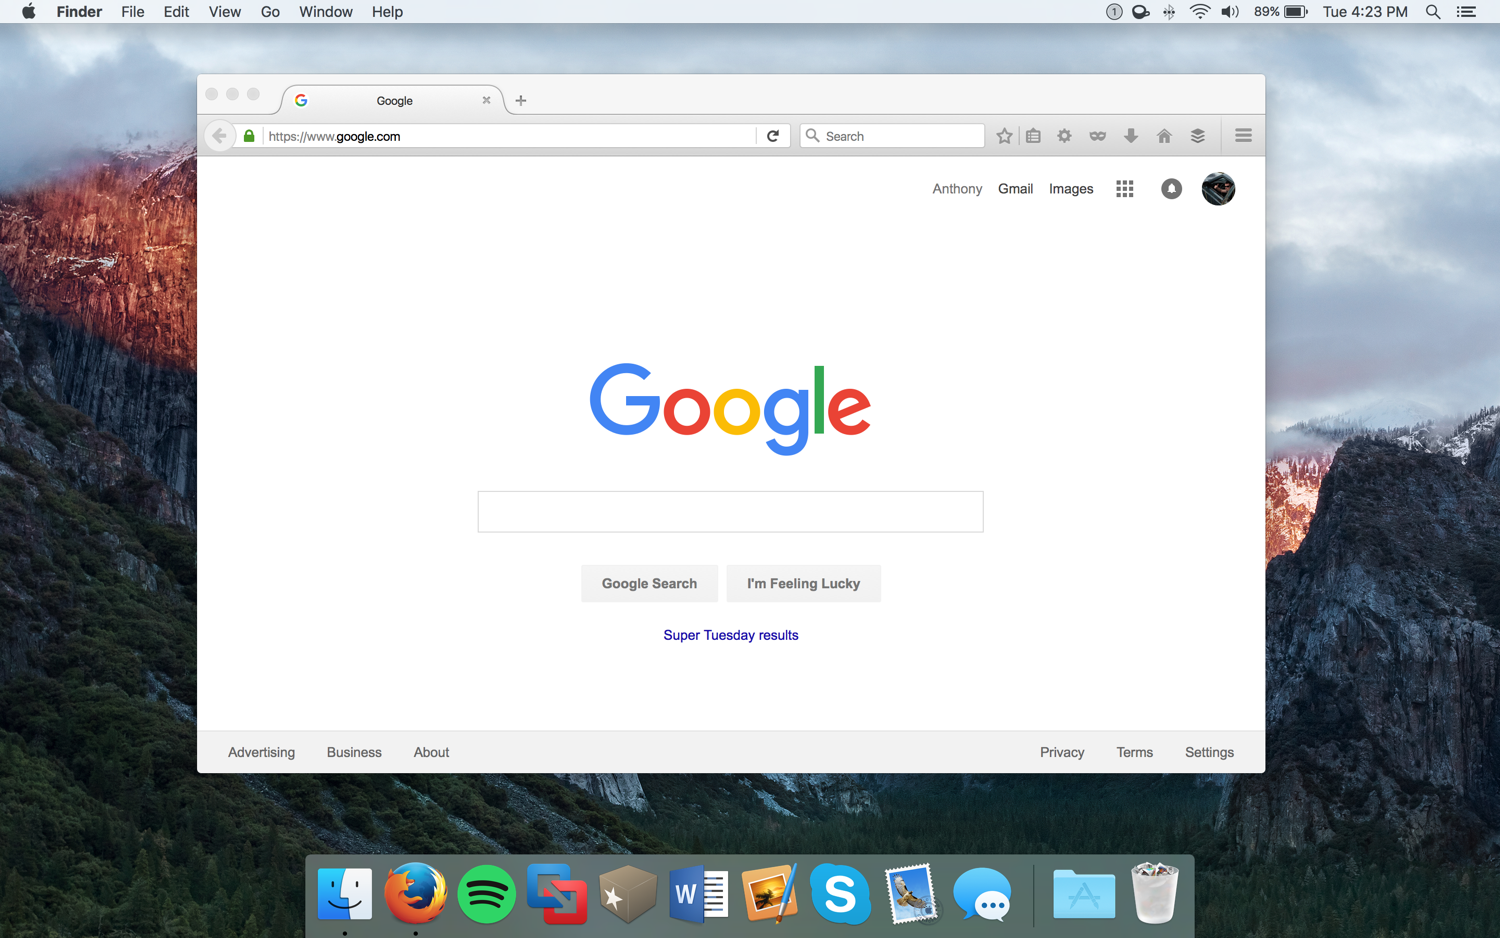 Finder File Edit View Go Window Help 1 89% Tue 4:23 PM
Google
https://www.google.com Search
Anthony Gmail Images
Google
Google Search I'm Feeling Lucky
Super Tuesday results
Advertising Business About Privacy Terms Settings
W S